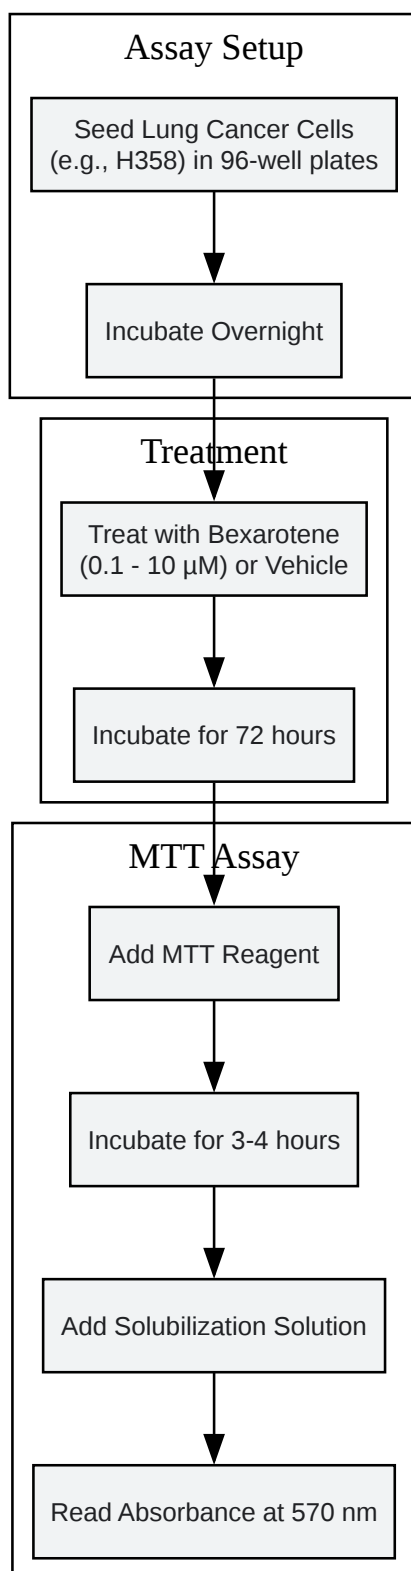 Assay Setup
Seed Lung Cancer Cells
(e.g., H358) in 96-well plates
Incubate Overnight
Treatment
Treat with Bexarotene
(0.1 - 10 µM) or Vehicle
Incubate for 72 hours
MTT Assay
Add MTT Reagent
Incubate for 3-4 hours
Add Solubilization Solution
Read Absorbance at 570 nm